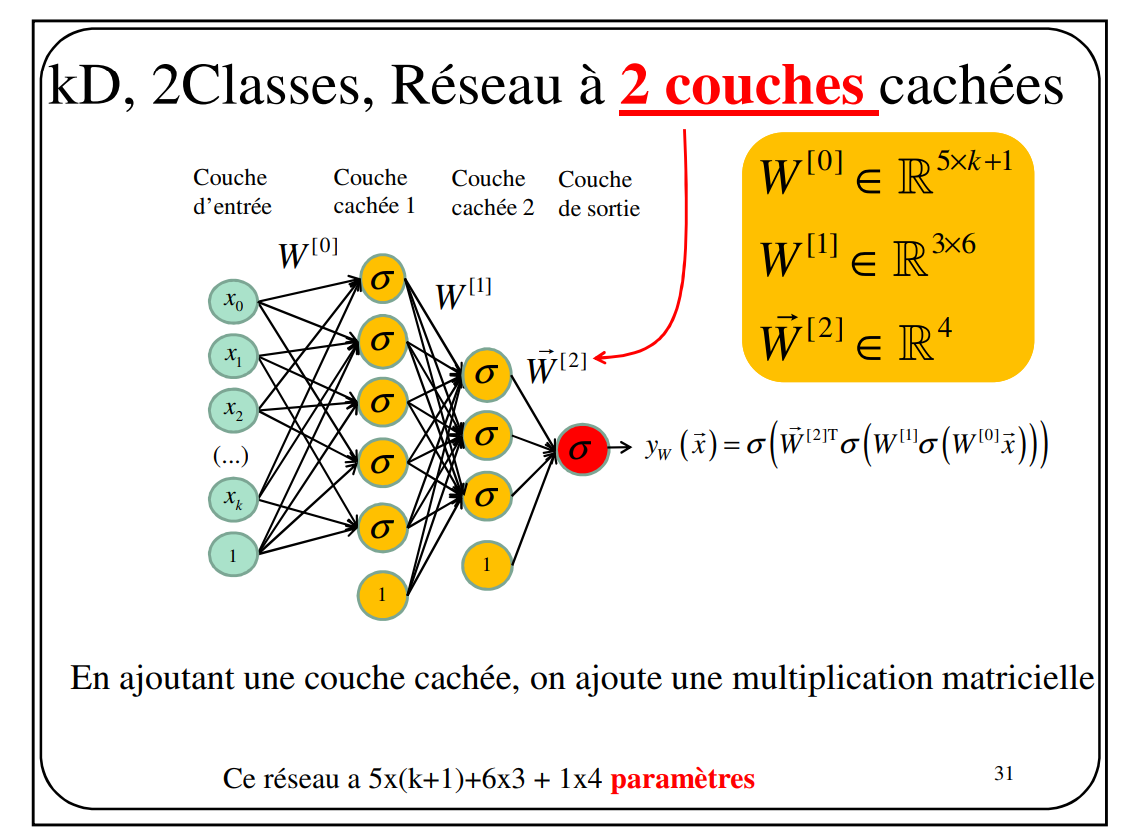 kD, 2Classes, Réseau à 2 couches cachées
Couche d'entrée
Couche cachée 1
Couche cachée 2
Couche de sortie
W^[0]
W^[1]
W⃗^[2]
x₀
x₁
x₂
(...)
xₖ
1
σ
σ
σ
σ
σ
1
σ
σ
σ
1
σ
y_W (x⃗) = σ(W⃗^[2]T σ(W^[1] σ(W^[0] x⃗)))
W^[0] ∈ ℝ^5×k+1
W^[1] ∈ ℝ^3×6
W⃗^[2] ∈ ℝ^4
En ajoutant une couche cachée, on ajoute une multiplication matricielle
Ce réseau a 5x(k+1)+6x3 + 1x4 paramètres
31